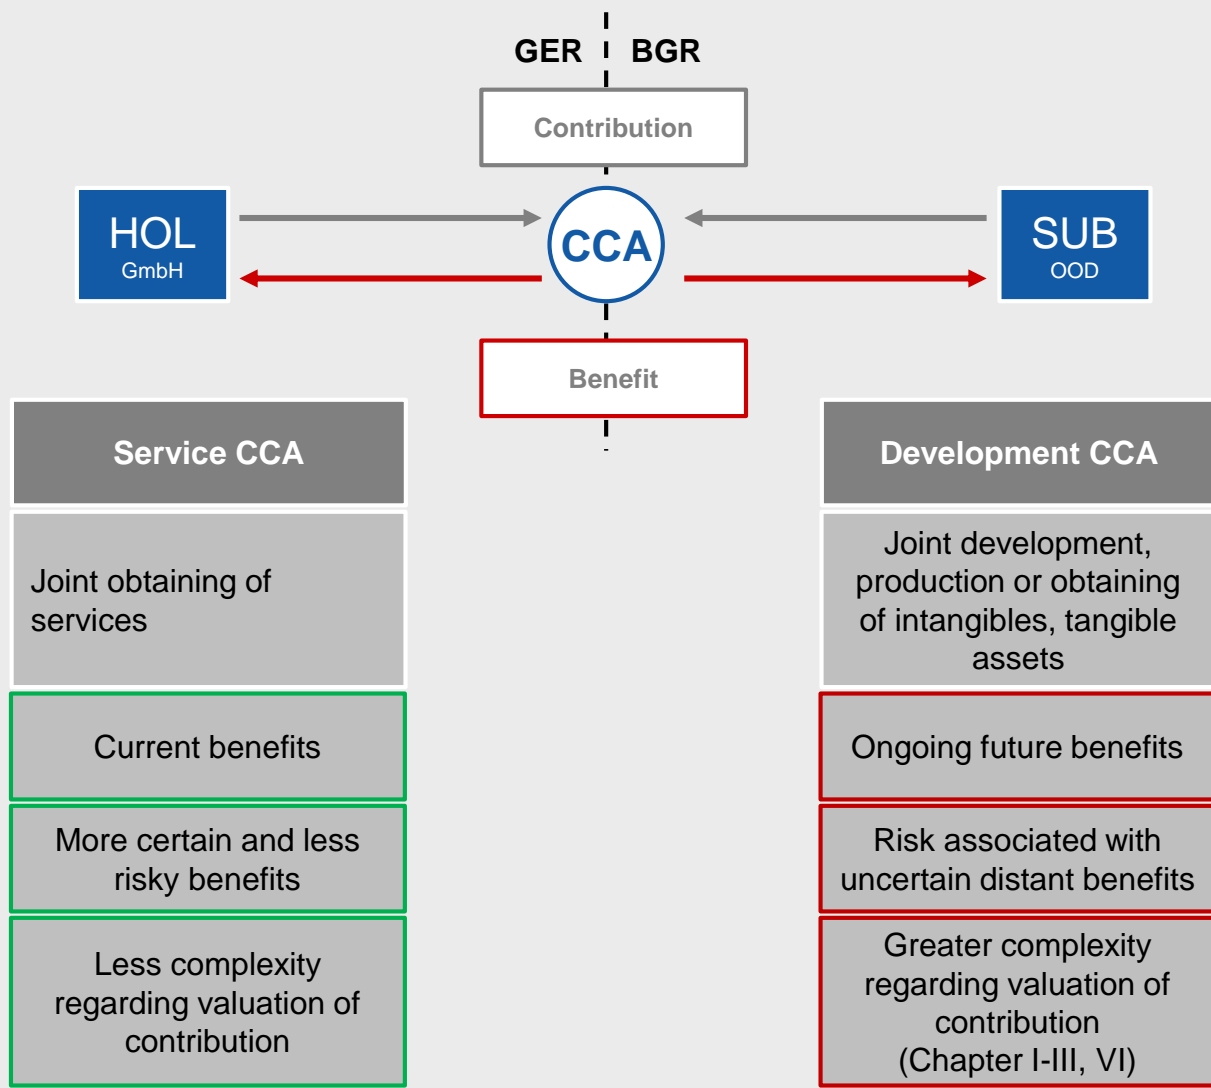 GER BGR
Contribution
HOL
GmbH
CCA
SUB
OOD
Benefit
Service CCA
Joint obtaining of
services
Current benefits
More certain and less
risky benefits
Less complexity
regarding valuation of
contribution
Development CCA
Joint development,
production or obtaining
of intangibles, tangible
assets
Ongoing future benefits
Risk associated with
uncertain distant benefits
Greater complexity
regarding valuation of
contribution
(Chapter I-III, VI)